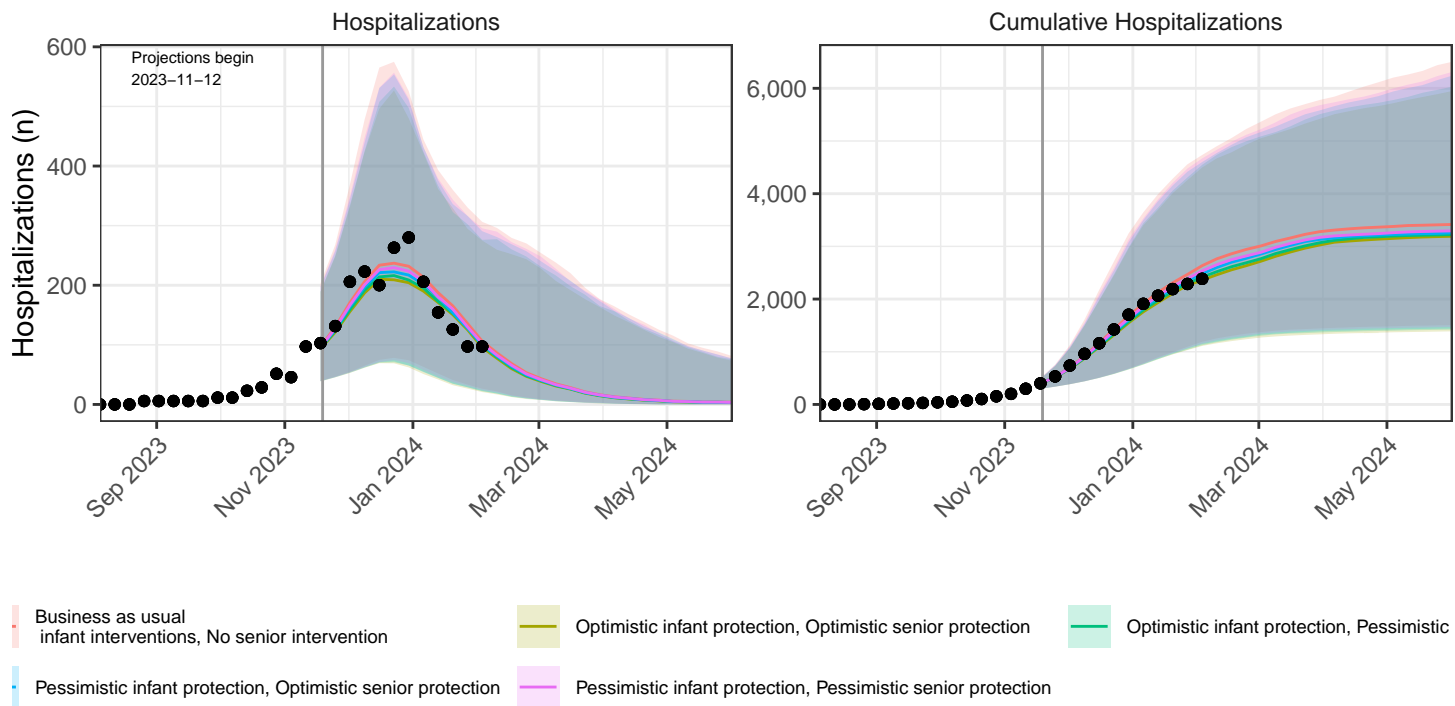 Hospitalizations
Cumulative Hospitalizations
Hospitalizations (n)
600
400
200
0
Projections begin
2023−11−12
Sep 2023
Nov 2023
Jan 2024
Mar 2024
May 2024
6,000
4,000
2,000
0
Sep 2023
Nov 2023
Jan 2024
Mar 2024
May 2024
Business as usual
infant interventions, No senior intervention
Optimistic infant protection, Optimistic senior protection
Optimistic infant protection, Pessimistic
Pessimistic infant protection, Optimistic senior protection
Pessimistic infant protection, Pessimistic senior protection